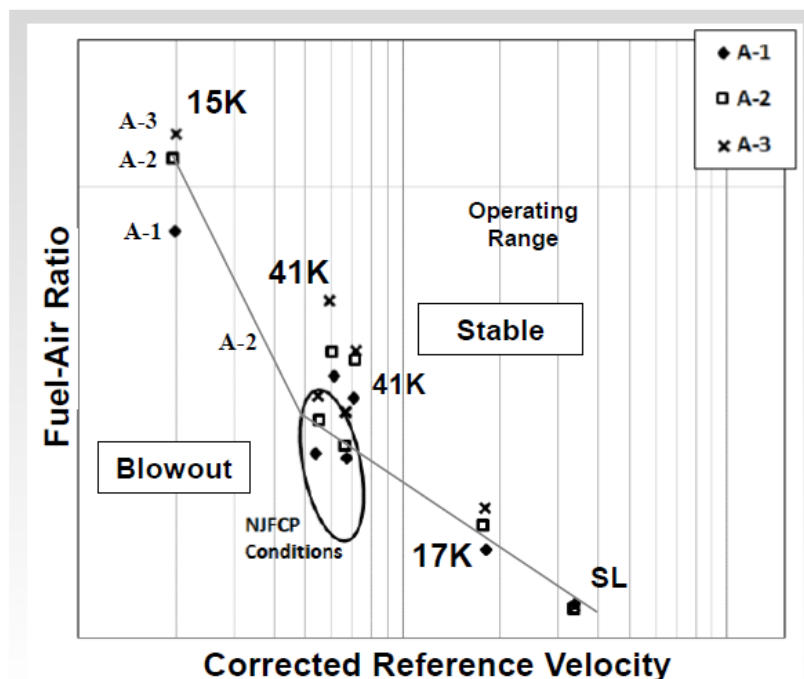 A-1
A-2
A-3
15K
A-3
A-2
A-1
Operating
Range
41K
Stable
A-2
41K
Blowout
NJFCP
Conditions
17K
SL
Fuel-Air Ratio
Corrected Reference Velocity